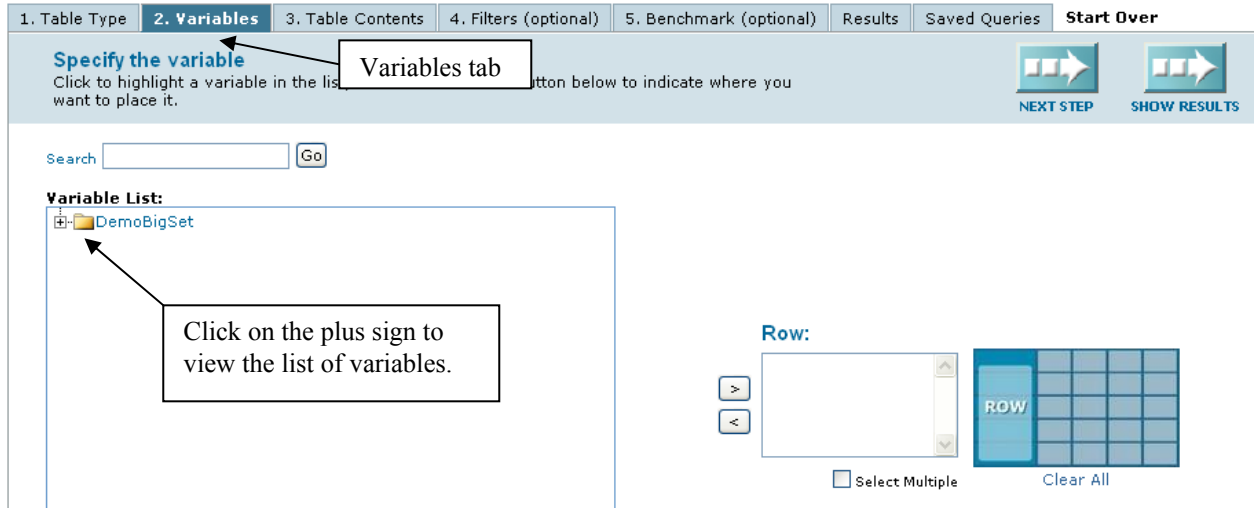 1. Table Type 2. Variables 3. Table Contents 4. Filters (optional) 5. Benchmark (optional) Results Saved Queries Start Over
Specify the variable
Variables tab
Click to highlight a variable in the list utton below to indicate where you
want to place it.
NEXT STEP SHOW RESULTS
Search Go
Variable List:
DemoBigSet
Click on the plus sign to
view the list of variables.
Row:
>
<
ROW
Select Multiple Clear All